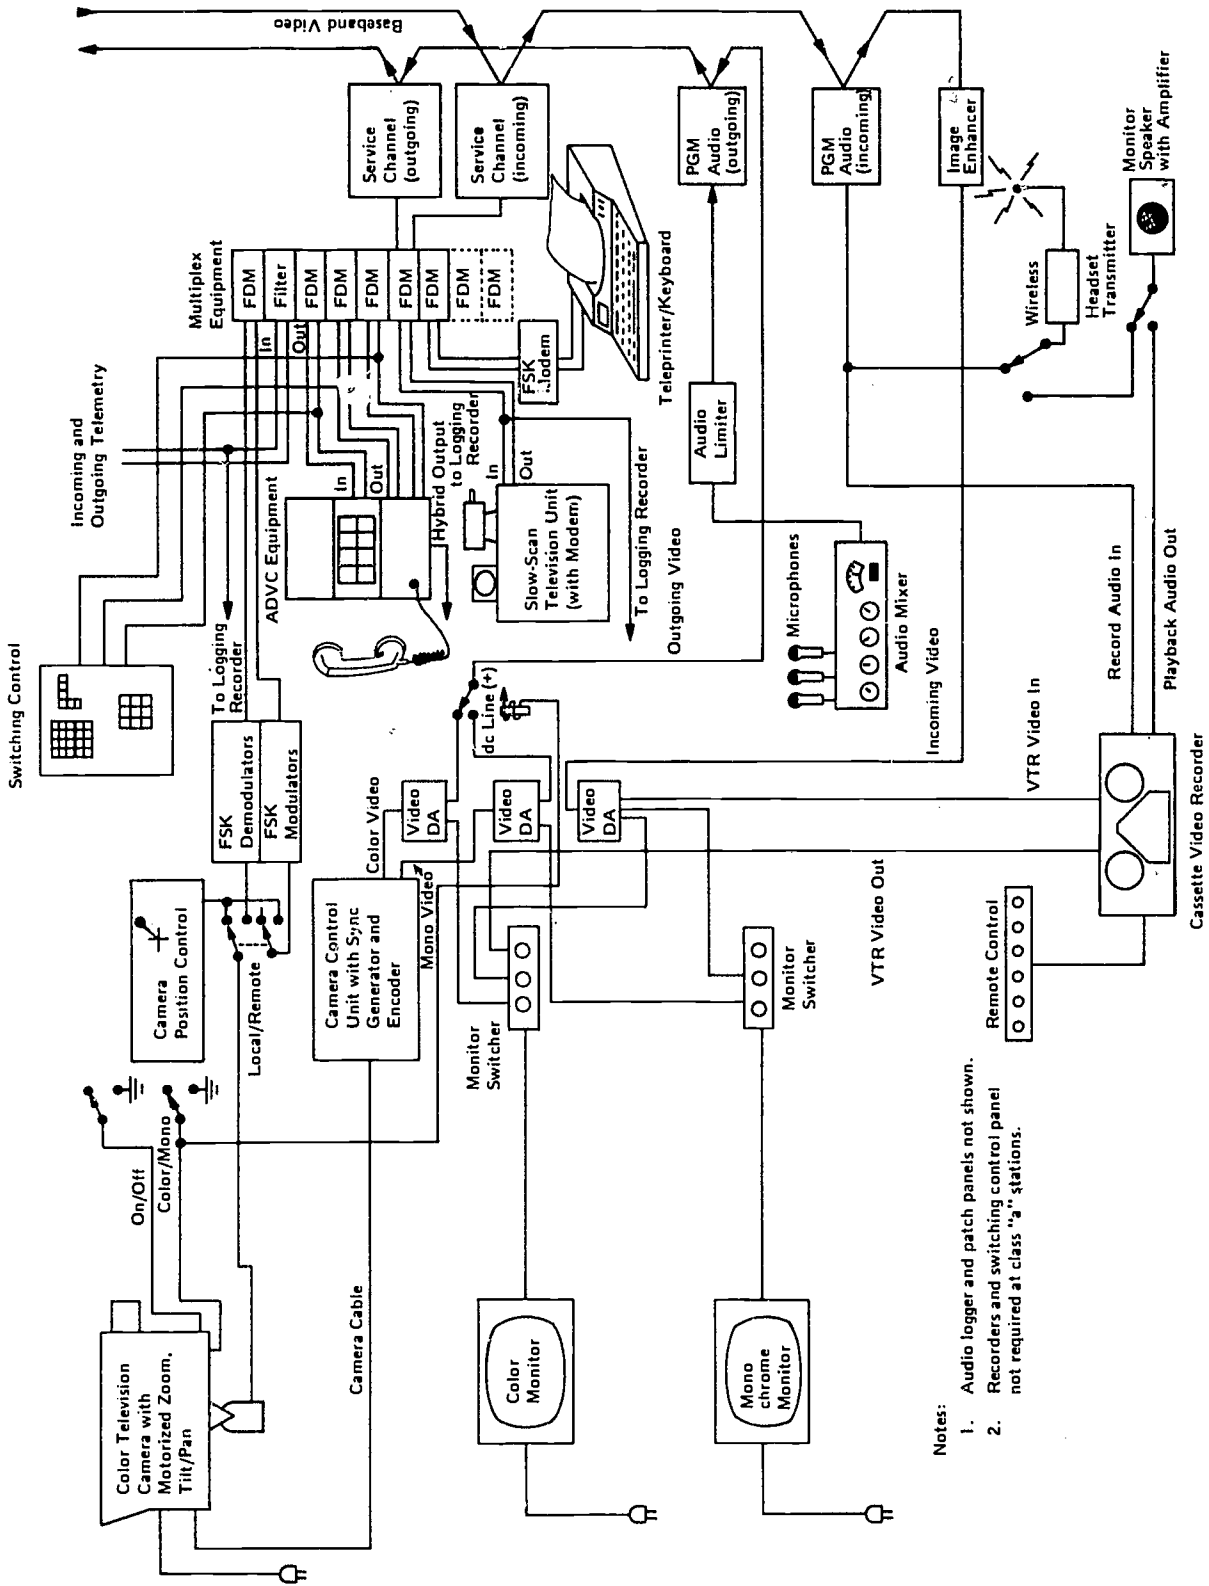 Switching Control
Incoming and
Outgoing Telemetry
Multiplex
Equipment
FDM
Filter
FDM
FDM
FDM
FDM
FDM
FDM
FDM
In
Out
Service
Channel
(outgoing)
Service
Channel
(incoming)
Baseband Video
PGM
Audio
(outgoing)
PGM
Audio
(incoming)
Image
Enhancer
Monitor
Speaker
with Amplifier
Wireless
Headset
Transmitter
Teleprinter/Keyboard
FSK
ADVC Equipment
In
Out
Hybrid Output
to Logging
Recorder
In
Out
Slow-Scan
Television Unit
(with Modem)
To Logging Recorder
Outgoing Video
Audio
Limiter
Microphones
Audio Mixer
Incoming Video
To Logging
Recorder
FSK
Demodulators
FSK
Modulators
dc Line (+)
Color Video
Video
DA
Video
DA
Video
DA
Mono Video
VTR Video In
VTR Video Out
Record Audio In
Playback Audio Out
Cassette Video Recorder
Remote Control
Camera
Position Control
Local/Remote
Camera Control
Unit with Sync
Generator and
Encoder
Monitor
Switcher
Monitor
Switcher
On/Off
Color/Mono
Color Television
Camera with
Motorized Zoom.
Tilt/Pan
Camera Cable
Color
Monitor
Mono
chrome
Monitor
Notes:
1. Audio logger and patch panels not shown.
2. Recorders and switching control panel
not required at class "a" stations.